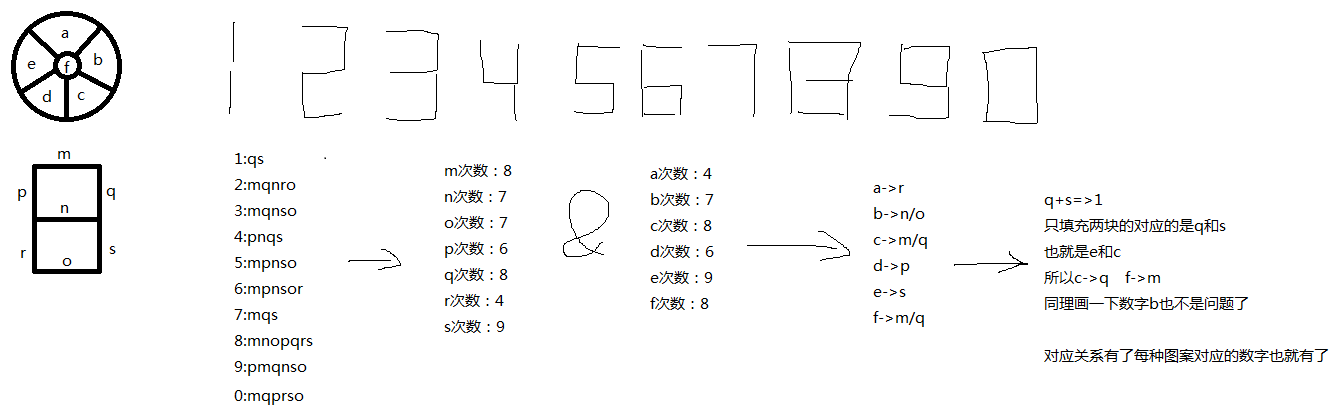 a
b
c
d
e
f
1 2 3 4 5 6 7 8 9 0
m
p
q
n
r
s
o
1:qs
2:mqnro
3:mqnso
4:pnqs
5:mpnso
6:mpnsor
7:mqs
8:mnopqrs
9:pmqnso
0:mqprso
m次数：8
n次数：7
o次数：7
p次数：6
q次数：8
r次数：4
s次数：9
&
a次数：4
b次数：7
c次数：8
d次数：6
e次数：9
f次数：8
a->r
b->n/o
c->m/q
d->p
e->s
f->m/q
q+s=>1
只填充两块的对应的是q和s
也就是e和c
所以c->q f->m
同理画一下数字b也不是问题了
对应关系有了每种图案对应的数字也就有了